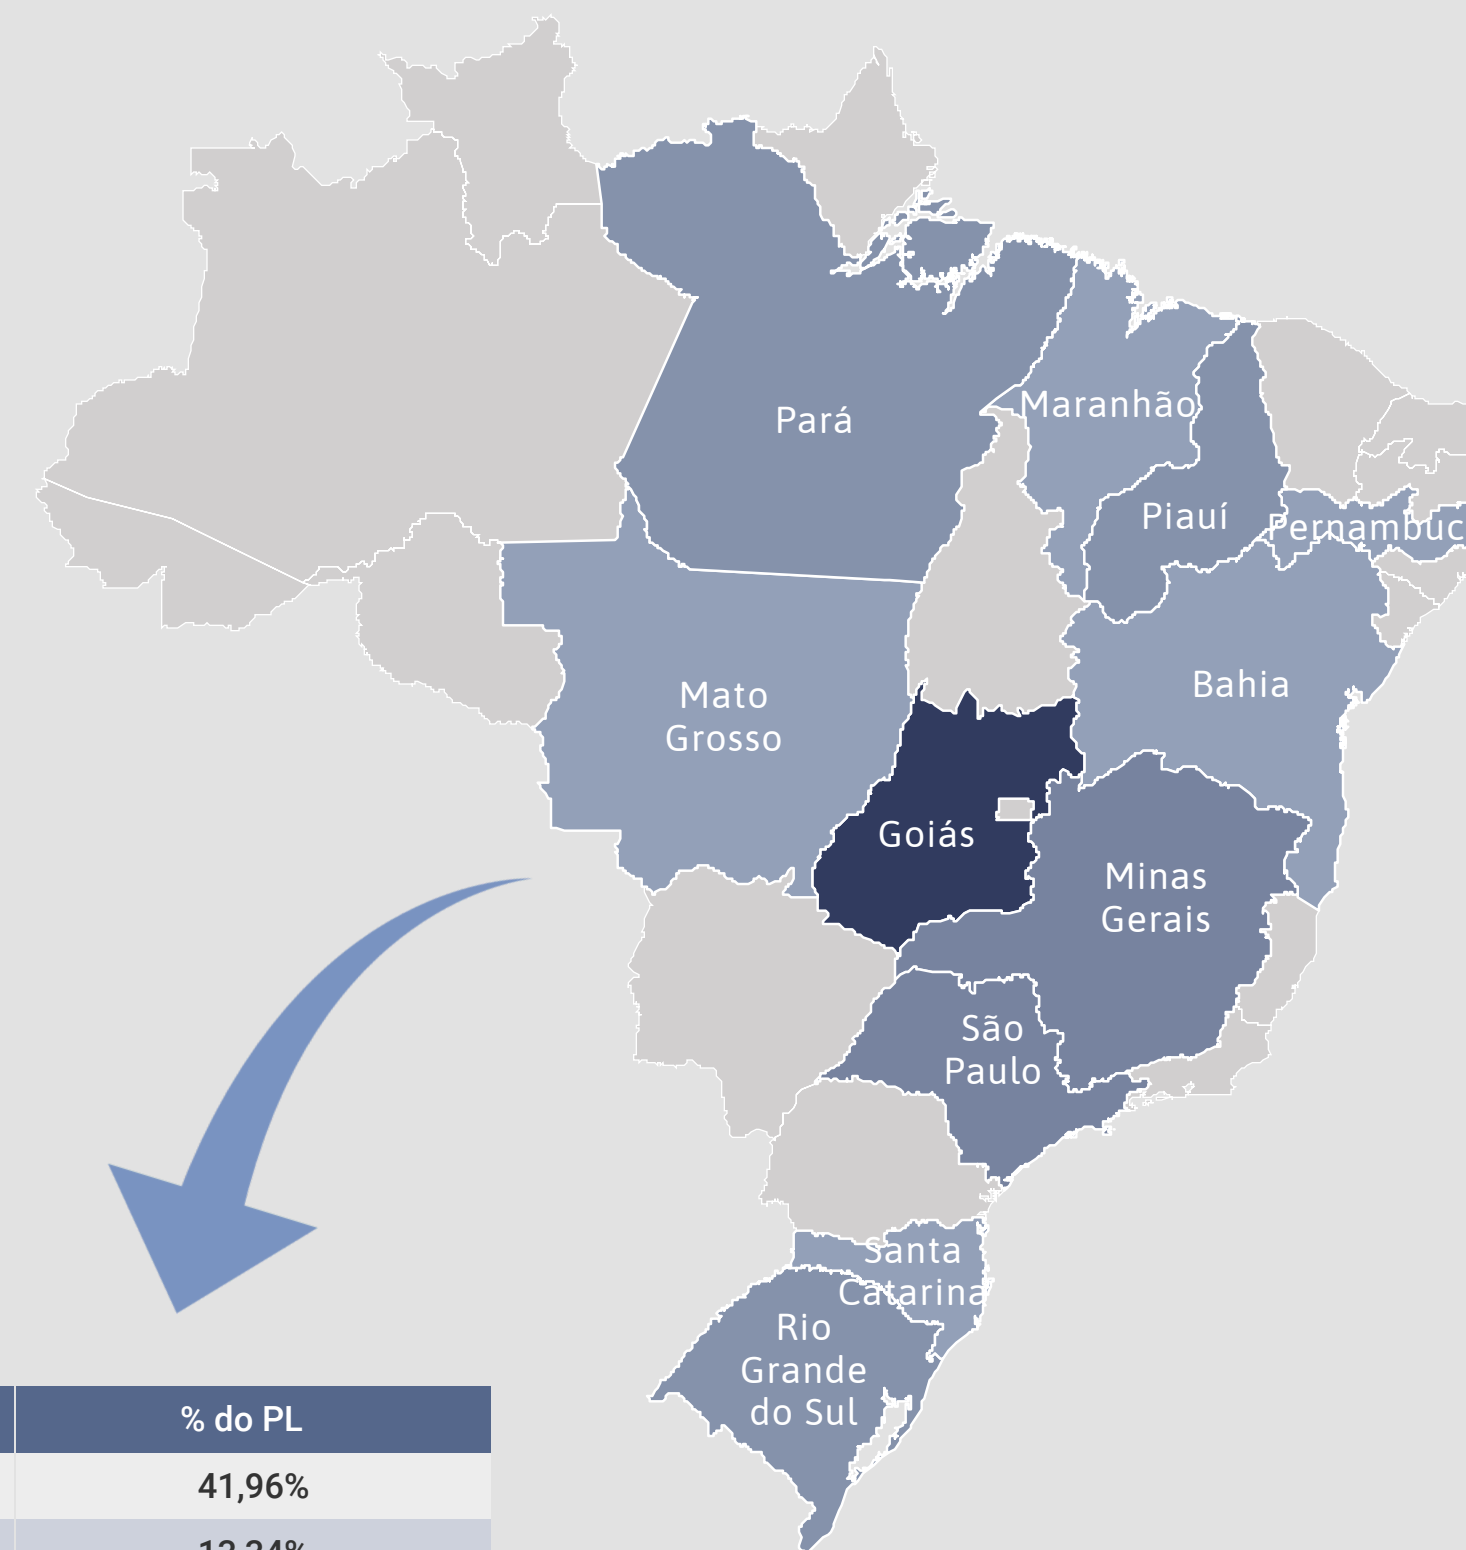 Pará
Maranhão
Piauí
Pernambuc
Bahia
Mato
Grosso
Goiás
Minas
Gerais
São
Paulo
Santa
Catarina
Rio
Grande
do Sul
% do PL
41,96%